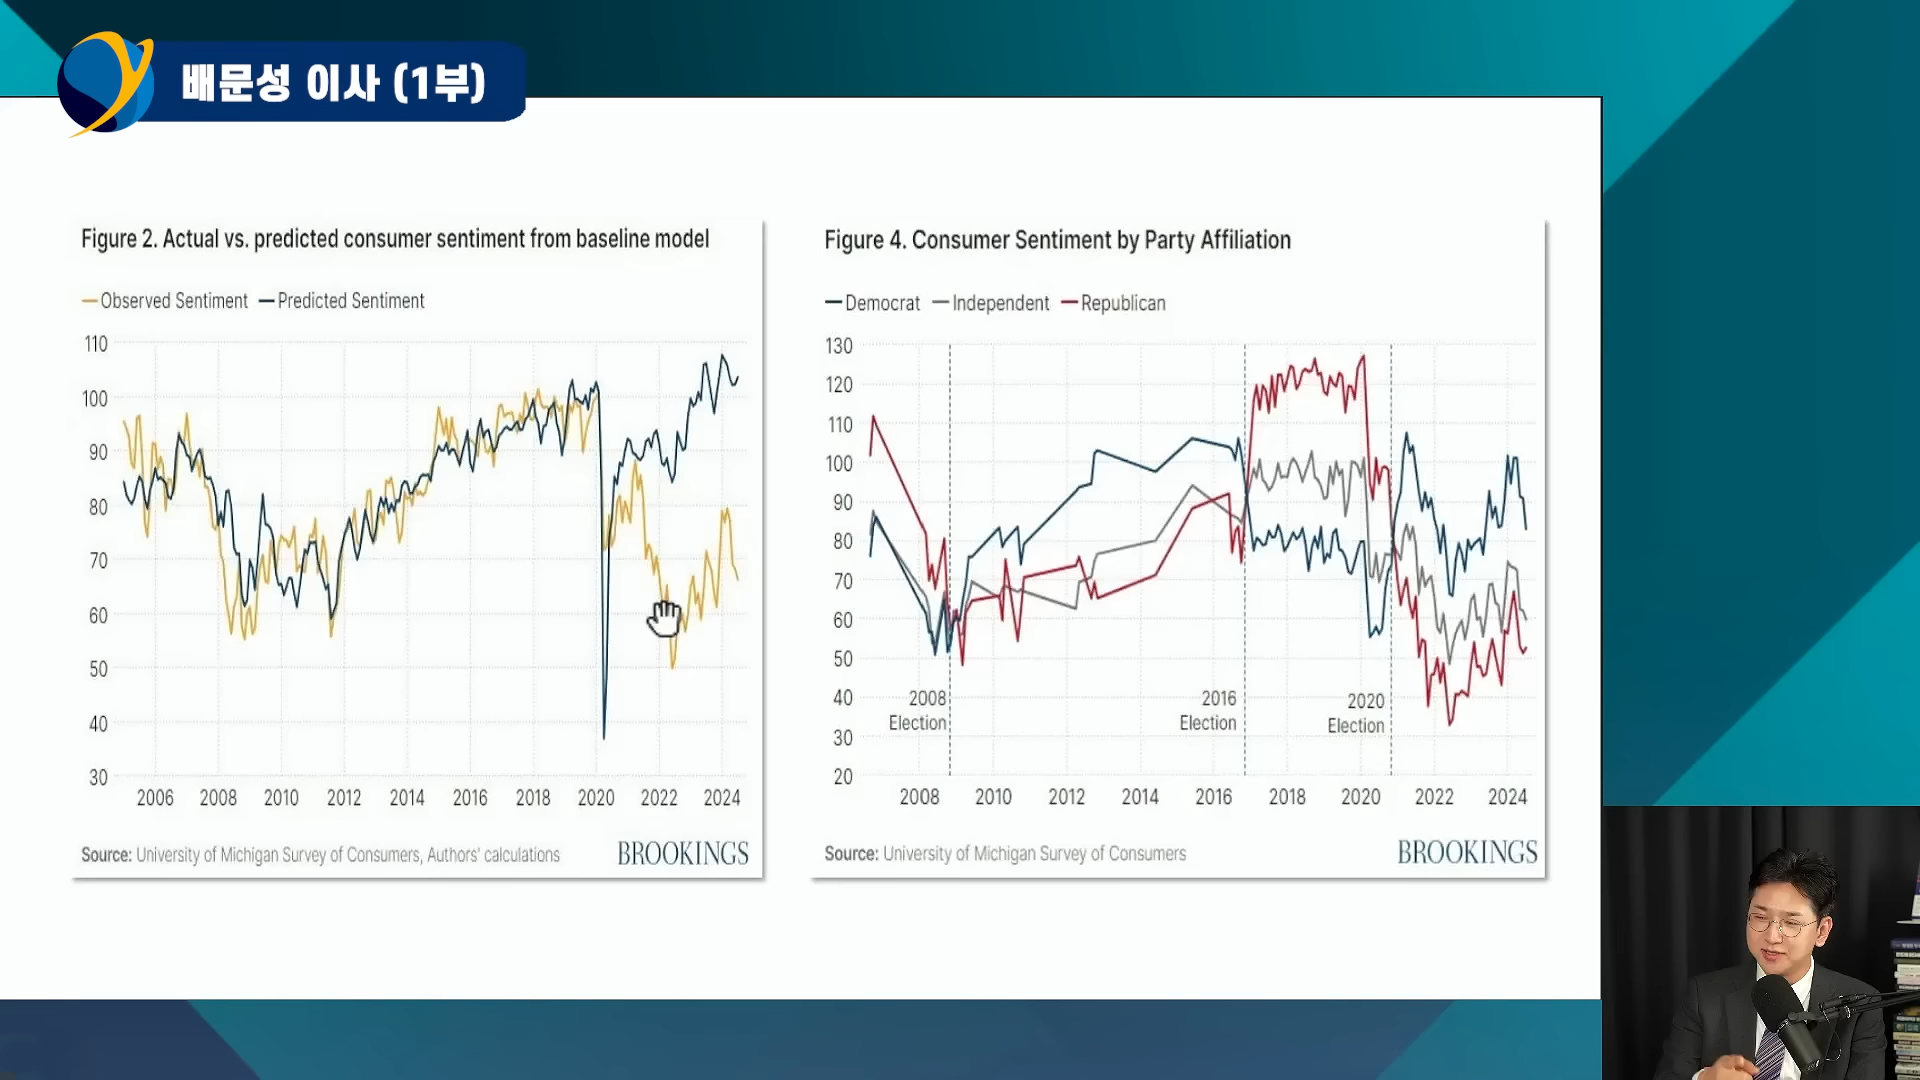 배문성 이사 (1부)
Figure 2. Actual vs. predicted consumer sentiment from baseline model
Observed Sentiment Predicted Sentiment
110
100
90
80
70
60
50
40
30
2006 2008 2010 2012 2014 2016 2018 2020 2022 2024
Source: University of Michigan Survey of Consumers, Authors' calculations
BROOKINGS
Figure 4. Consumer Sentiment by Party Affiliation
Democrat Independent Republican
130
120
110
100
90
80
70
60
50
40
30
20
2008
Election
2016
Election
2020
Election
2008 2010 2012 2014 2016 2018 2020 2022 2024
Source: University of Michigan Survey of Consumers
BROOKINGS